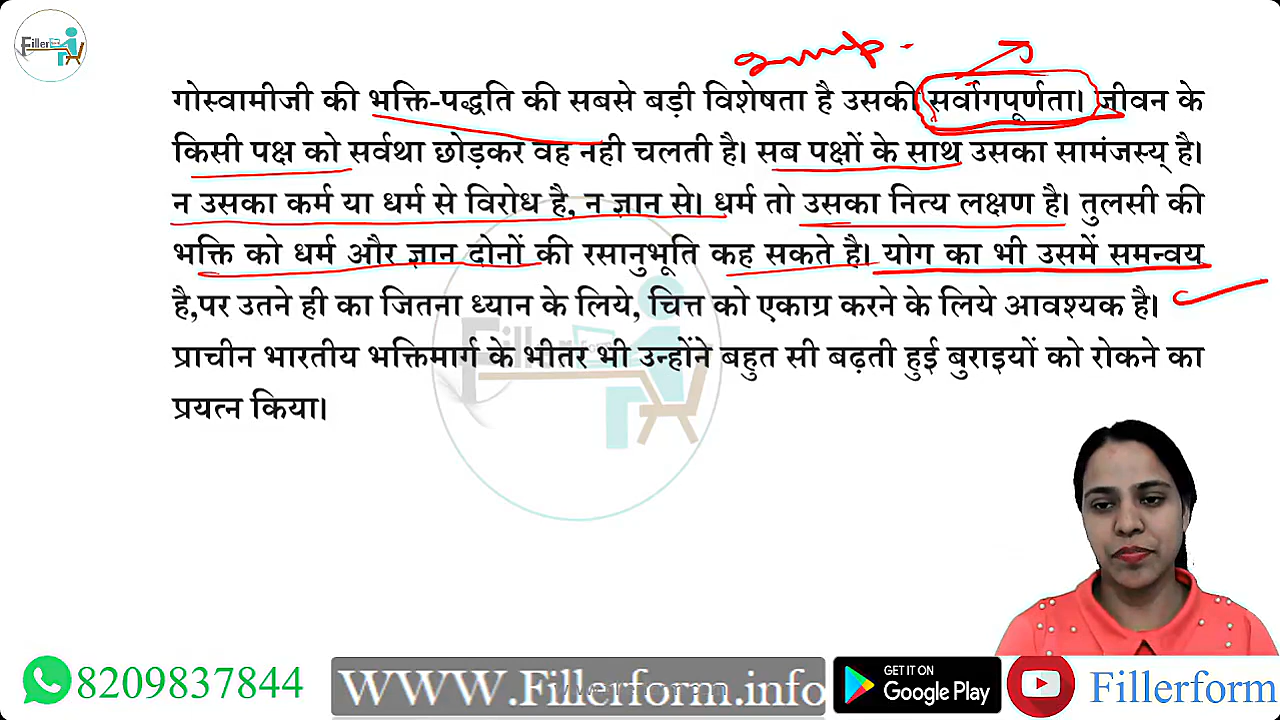 गोस्वामीजी की भक्ति-पद्धति की सबसे बड़ी विशेषता है उसकी सर्वांगपूर्णता। जीवन के
किसी पक्ष को सर्वथा छोड़कर वह नही चलती है। सब पक्षों के साथ उसका सामंजस्य् है।
न उसका कर्म या धर्म से विरोध है, न ज्ञान से। धर्म तो उसका नित्य लक्षण है। तुलसी की
भक्ति को धर्म और ज्ञान दोनों की रसानुभूति कह सकते है। योग का भी उसमें समन्वय
है,पर उतने ही का जितना ध्यान के लिये, चित्त को एकाग्र करने के लिये आवश्यक है।
प्राचीन भारतीय भक्तिमार्ग के भीतर भी उन्होंने बहुत सी बढ़ती हुई बुराइयों को रोकने का
प्रयत्न किया।
8209837844
WWW.Fillerform.info
GET IT ON
Google Play
Fillerform